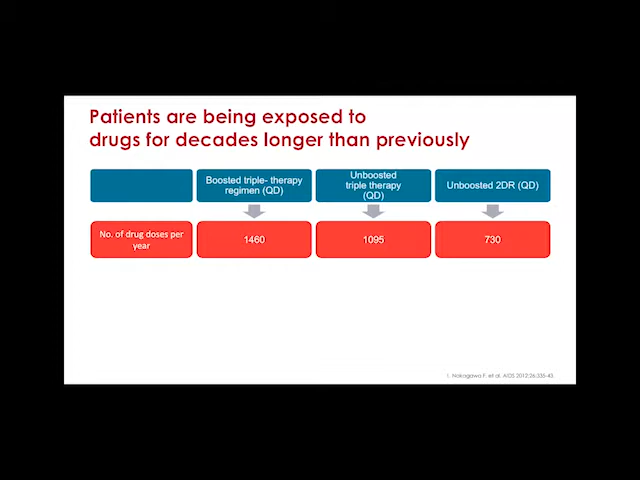 Patients are being exposed to
drugs for decades longer than previously
Boosted triple- therapy
regimen (QD)
Unboosted
triple therapy
(QD)
Unboosted 2DR (QD)
No. of drug doses per
year
1460
1095
730
1. Nakagawa F. et al. AIDS 2012;26:335-43